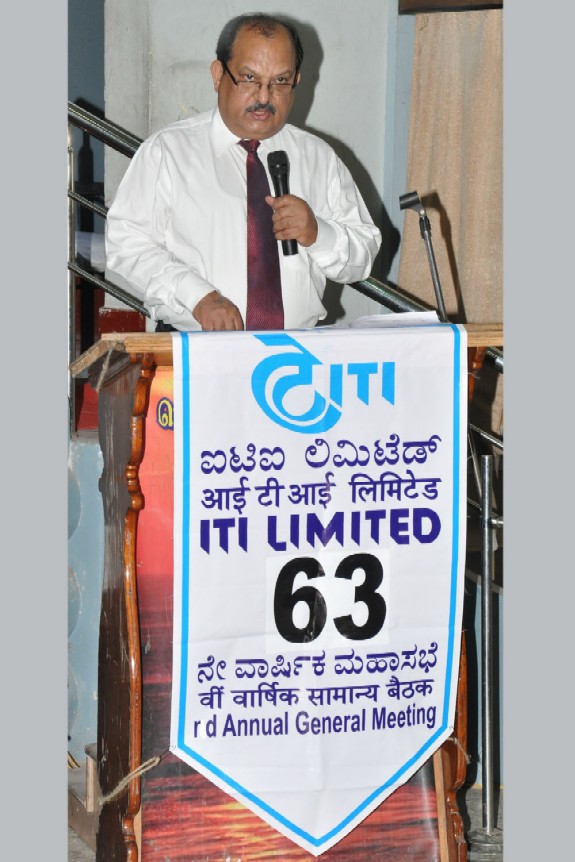 ITI
ಐಟಿಐ ಲಿಮಿಟೆಡ್
आई टी आई लिमिटेड
ITI LIMITED
63
ನೇ ವಾರ್ಷಿಕ ಮಹಾಸಭೆ
वीं वार्षिक सामान्य बैठक
rd Annual General Meeting